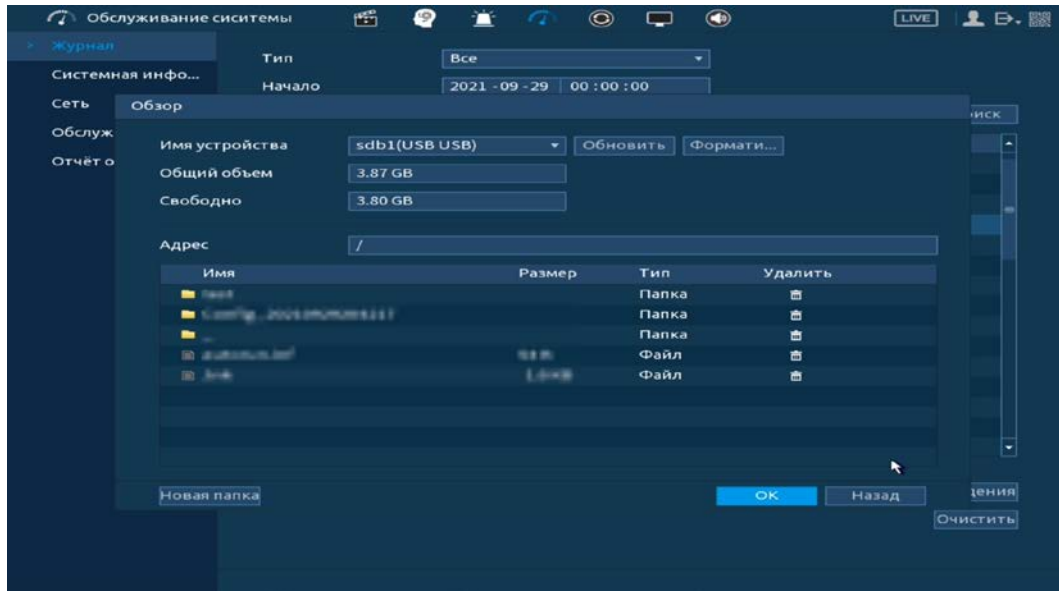 Обслуживание сиситемы
LIVE
Журнал
Тип
Все
Системная инфо...
Начало
2021 - 09 - 29 00 : 00 : 00
Сеть
Обзор
Обслуж
Имя устройства
sdb1(USB USB)
Обновить
Формати...
Отчёт о
Общий объем
3.87 GB
Свободно
3.80 GB
Адрес
/
Имя Размер Тип Удалить
Папка
Папка
Папка
Файл
Файл
Новая папка
OK
Назад
Очистить